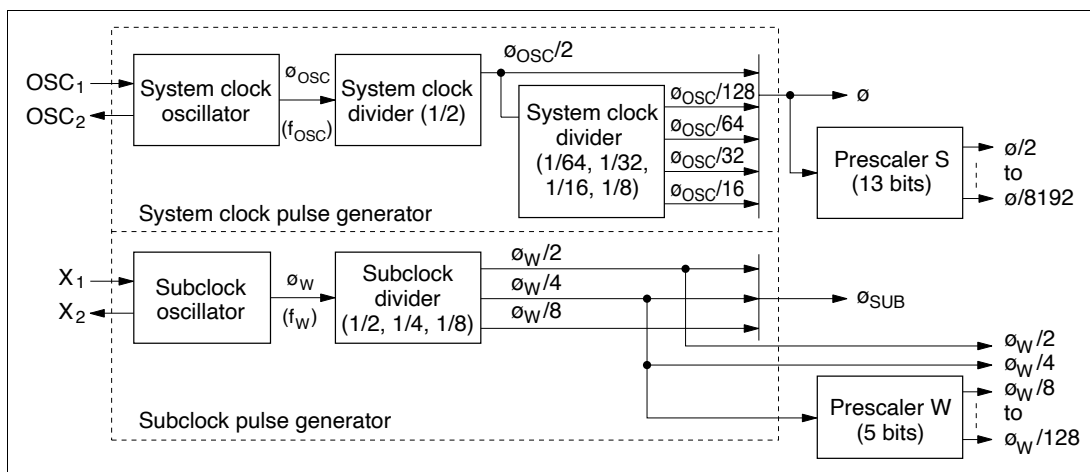 OSC1
OSC2
System clock
oscillator
øOSC
(fOSC)
System clock
divider (1/2)
øOSC/2
System clock
divider
(1/64, 1/32,
1/16, 1/8)
øOSC/128
øOSC/64
øOSC/32
øOSC/16
ø
Prescaler S
(13 bits)
ø/2
to
ø/8192
System clock pulse generator
X1
X2
Subclock
oscillator
øW
(fW)
Subclock
divider
(1/2, 1/4, 1/8)
øW/2
øW/4
øW/8
øSUB
øW/2
øW/4
Prescaler W
(5 bits)
øW/8
to
øW/128
Subclock pulse generator